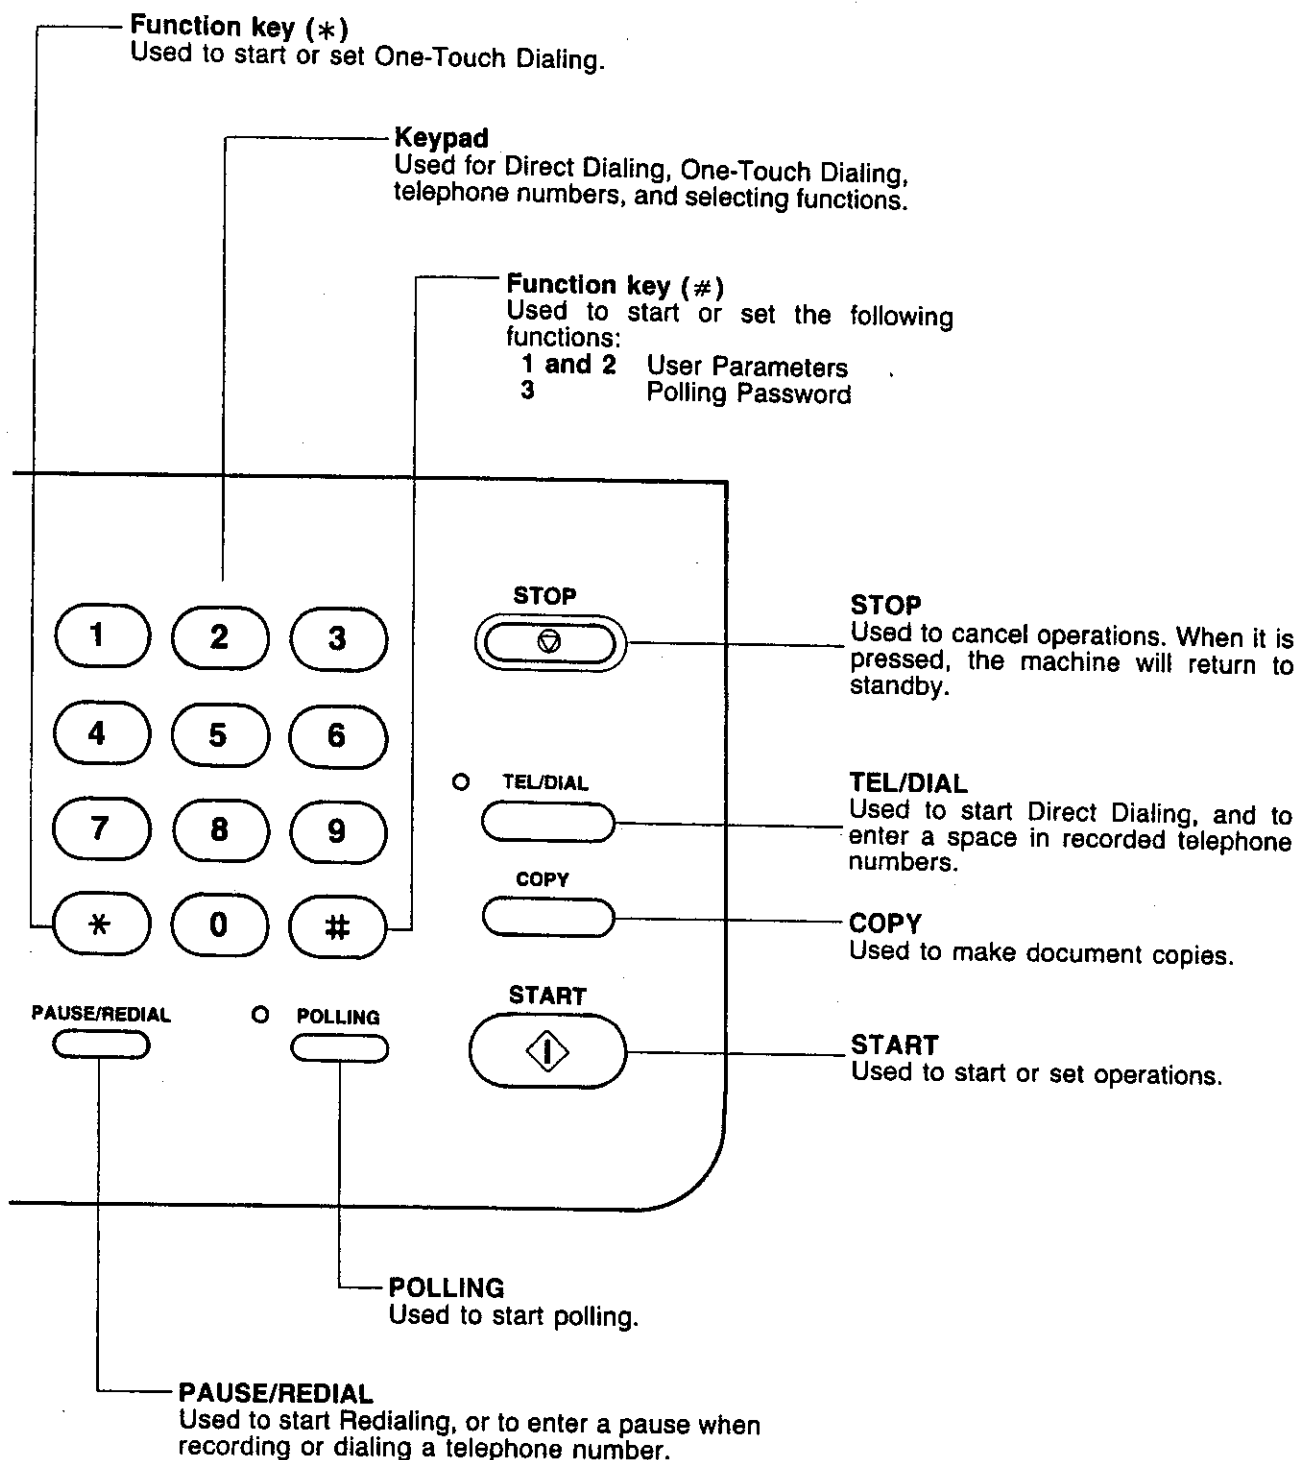 Function key (*)
Used to start or set One-Touch Dialing.
Keypad
Used for Direct Dialing, One-Touch Dialing,
telephone numbers, and selecting functions.
Function key (#)
Used to start or set the following
functions:
1 and 2 User Parameters
3 Polling Password
1 2 3
4 5 6
7 8 9
* 0 #
PAUSE/REDIAL
POLLING
STOP
TEL/DIAL
COPY
START
STOP
Used to cancel operations. When it is
pressed, the machine will return to
standby.
TEL/DIAL
Used to start Direct Dialing, and to
enter a space in recorded telephone
numbers.
COPY
Used to make document copies.
START
Used to start or set operations.
POLLING
Used to start polling.
PAUSE/REDIAL
Used to start Redialing, or to enter a pause when
recording or dialing a telephone number.